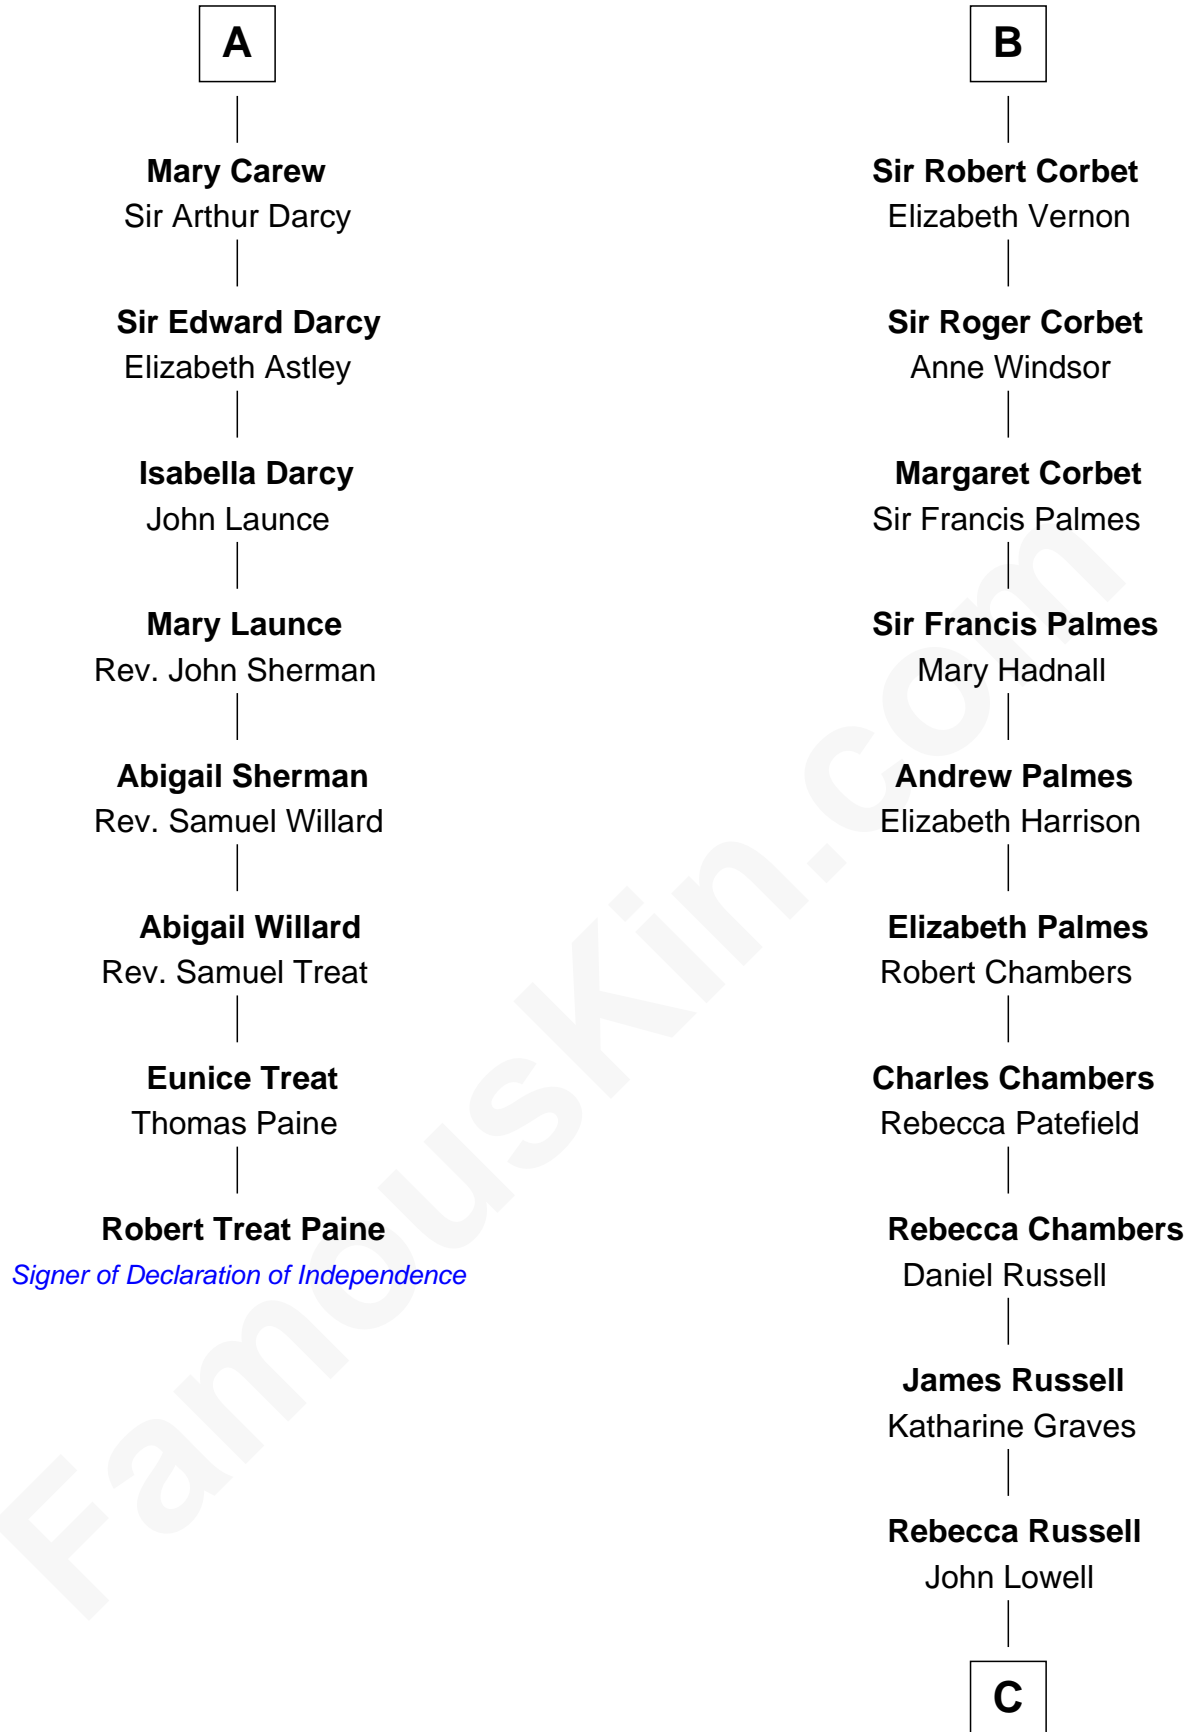 A
Mary Carew
Sir Arthur Darcy
Sir Edward Darcy
Elizabeth Astley
Isabella Darcy
John Launce
Mary Launce
Rev. John Sherman
Abigail Sherman
Rev. Samuel Willard
Abigail Willard
Rev. Samuel Treat
Eunice Treat
Thomas Paine
Robert Treat Paine
Signer of Declaration of Independence
B
Sir Robert Corbet
Elizabeth Vernon
Sir Roger Corbet
Anne Windsor
Margaret Corbet
Sir Francis Palmes
Sir Francis Palmes
Mary Hadnall
Andrew Palmes
Elizabeth Harrison
Elizabeth Palmes
Robert Chambers
Charles Chambers
Rebecca Patefield
Rebecca Chambers
Daniel Russell
James Russell
Katharine Graves
Rebecca Russell
John Lowell
C
FamousKin.com